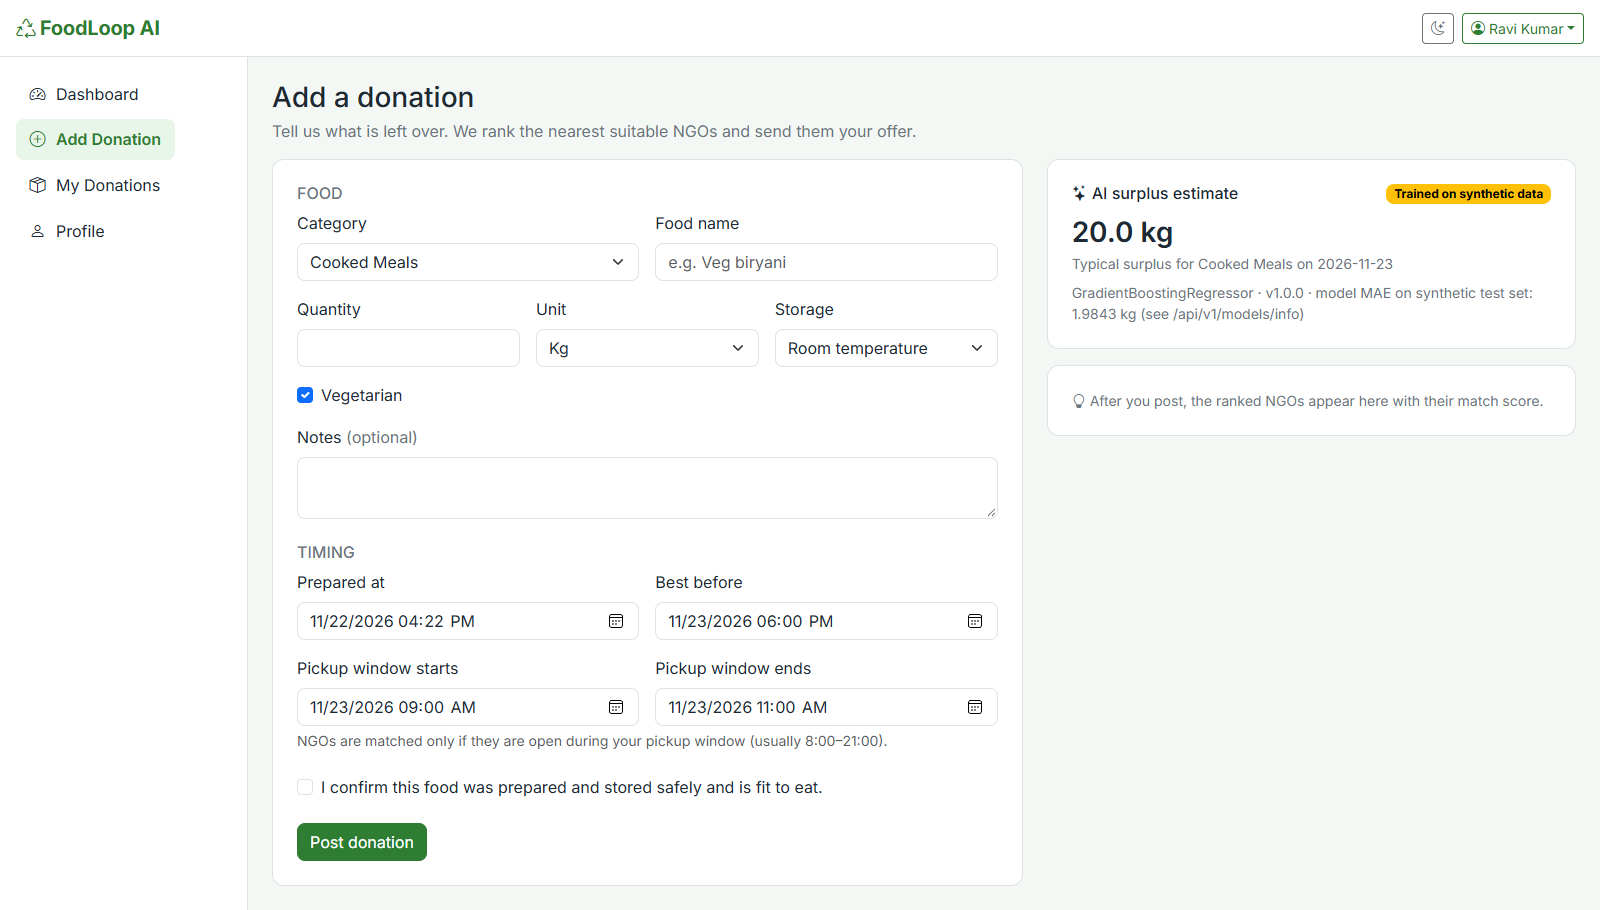 FoodLoop AI
Ravi Kumar
Dashboard
Add Donation
My Donations
Profile
Add a donation
Tell us what is left over. We rank the nearest suitable NGOs and send them your offer.
FOOD
Category
Food name
Cooked Meals
e.g. Veg biryani
Quantity
Unit
Storage
Kg
Room temperature
Vegetarian
Notes (optional)
TIMING
Prepared at
Best before
11/22/2026 04:22 PM
11/23/2026 06:00 PM
Pickup window starts
Pickup window ends
11/23/2026 09:00 AM
11/23/2026 11:00 AM
NGOs are matched only if they are open during your pickup window (usually 8:00–21:00).
I confirm this food was prepared and stored safely and is fit to eat.
Post donation
AI surplus estimate
Trained on synthetic data
20.0 kg
Typical surplus for Cooked Meals on 2026-11-23
GradientBoostingRegressor · v1.0.0 · model MAE on synthetic test set:
1.9843 kg (see /api/v1/models/info)
After you post, the ranked NGOs appear here with their match score.